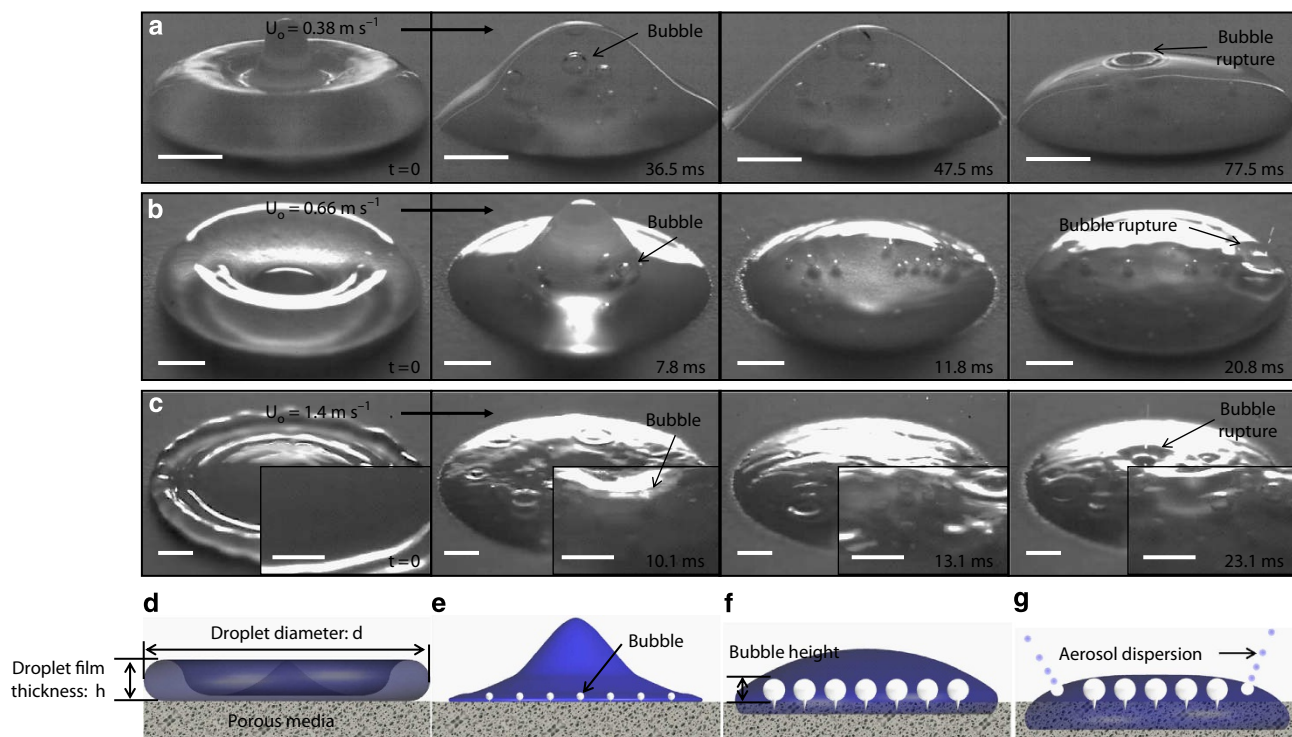 a
U₀ = 0.38 m s⁻¹
Bubble
Bubble
rupture
t = 0
36.5 ms
47.5 ms
77.5 ms
b
U₀ = 0.66 m s⁻¹
Bubble
Bubble rupture
t = 0
7.8 ms
11.8 ms
20.8 ms
c
U₀ = 1.4 m s⁻¹
Bubble
Bubble
rupture
t = 0
10.1 ms
13.1 ms
23.1 ms
d
Droplet diameter: d
Droplet film
thickness: h
Porous media
e
Bubble
f
Bubble height
g
Aerosol dispersion